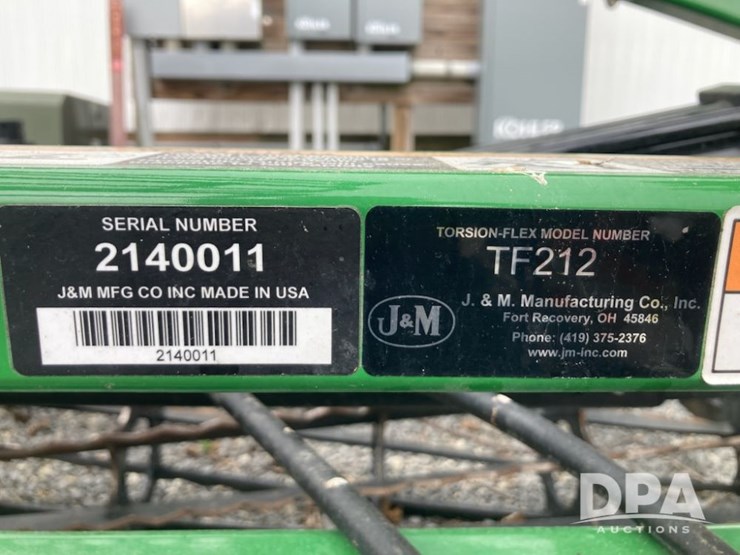 KOHLER
SERIAL NUMBER
2140011
J&M MFG CO INC MADE IN USA
2140011
TORSION-FLEX MODEL NUMBER
TF212
J&M
J. & M. Manufacturing Co., Inc.
Fort Recovery, OH 45846
Phone: (419) 375-2376
www.jm-inc.com
DPA
AUCTIONS